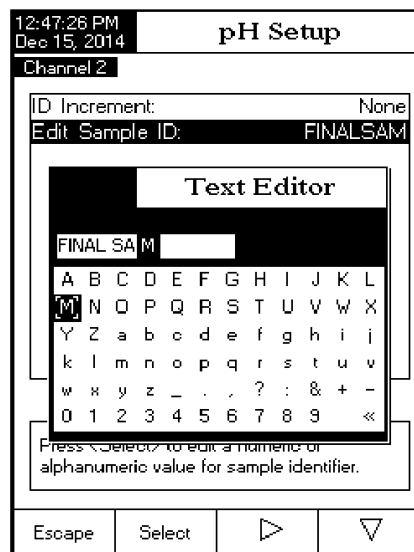 12:47:26 PM
Dec 15, 2014
pH Setup
Channel 2
ID Increment: None
Edit Sample ID: FINALSAM
Text Editor
FINAL SA M
A B C D E F G H I J K L
[M] N O P Q R S T U V W X
Y Z a b c d e f g h i j
k l m n o p q r s t u v
w x y z _ . , ? : & + -
0 1 2 3 4 5 6 7 8 9 «
Press <Select> to edit a numeric or
alphanumeric value for sample identifier.
Escape Select ▷ ▽